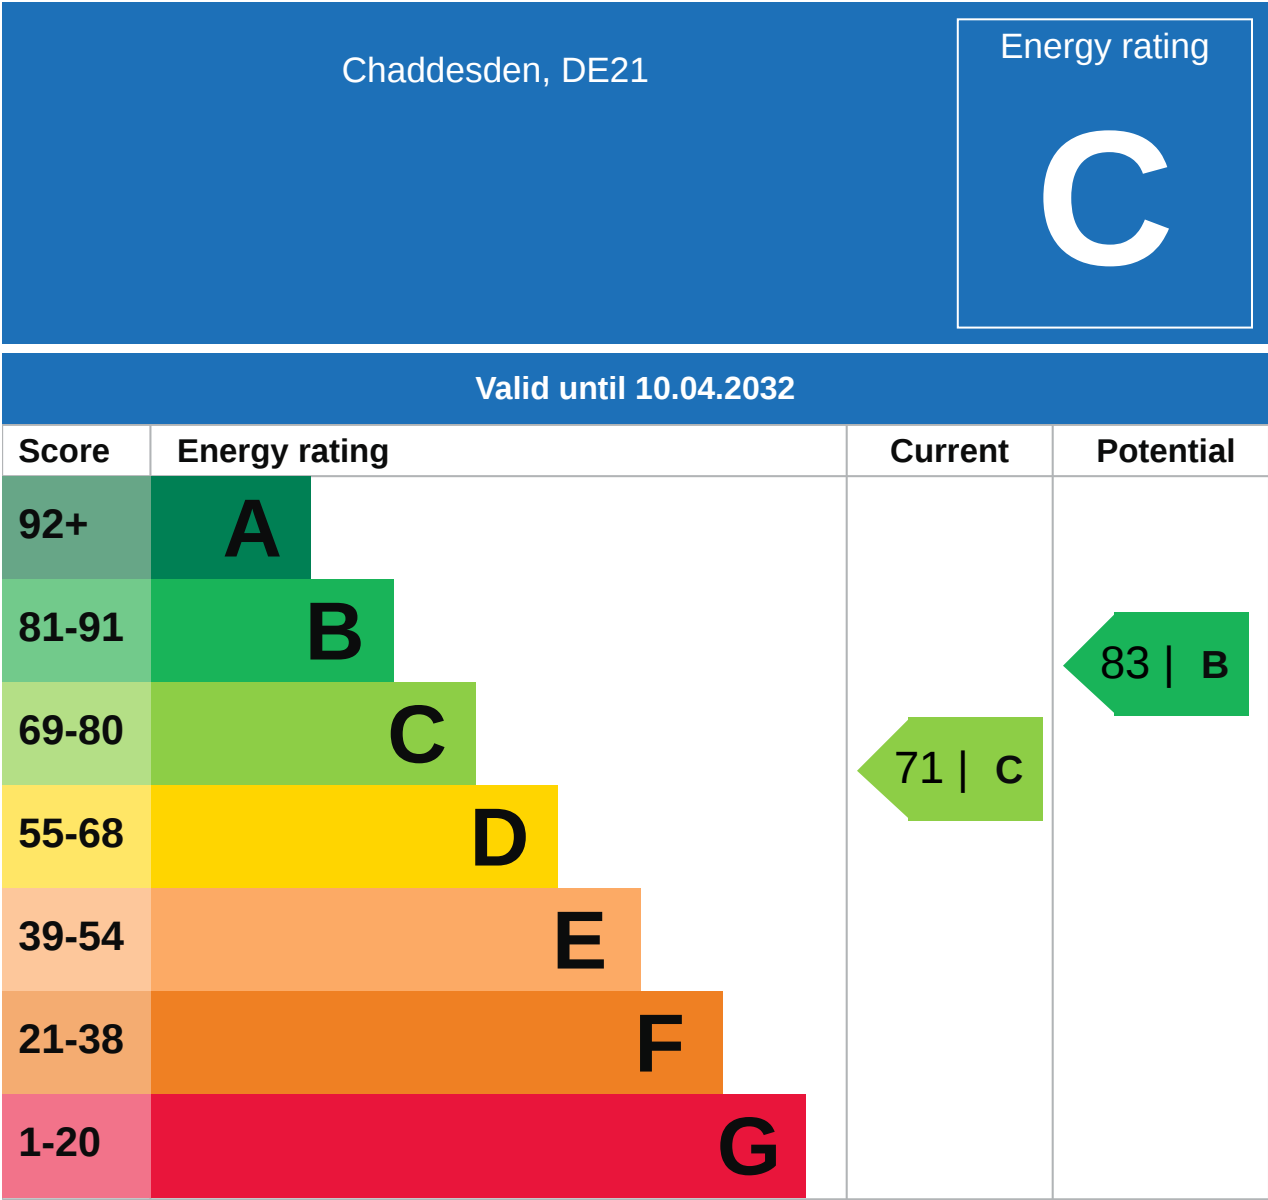 Chaddesden, DE21
Energy rating
C
Valid until 10.04.2032
Score Energy rating Current Potential
92+ A
81-91 B
83 | B
69-80 C
71 | C
55-68 D
39-54 E
21-38 F
1-20 G